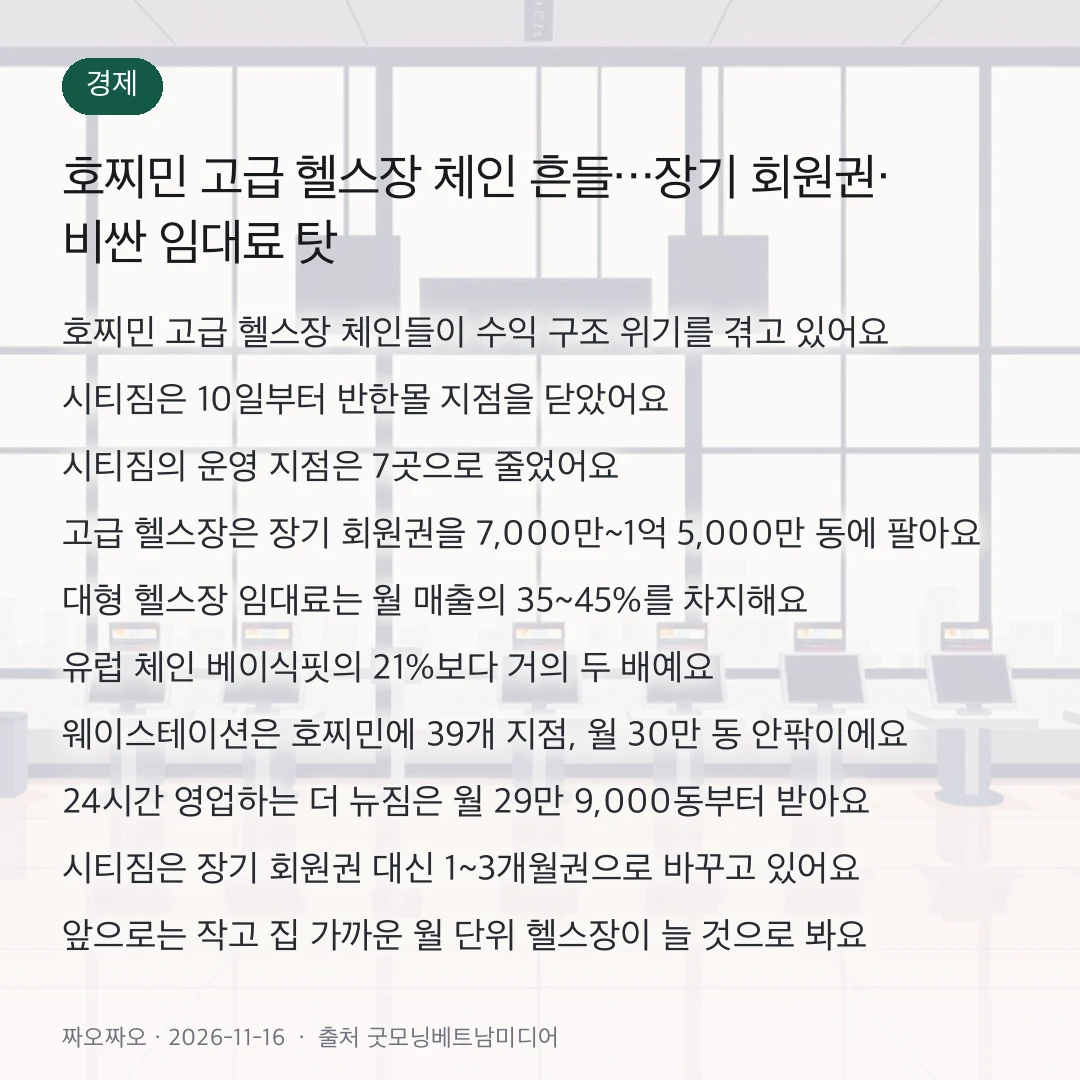 경제
호찌민 고급 헬스장 체인 흔들…장기 회원권·
비싼 임대료 탓
호찌민 고급 헬스장 체인들이 수익 구조 위기를 겪고 있어요
시티짐은 10일부터 반한몰 지점을 닫았어요
시티짐의 운영 지점은 7곳으로 줄었어요
고급 헬스장은 장기 회원권을 7,000만~1억 5,000만 동에 팔아요
대형 헬스장 임대료는 월 매출의 35~45%를 차지해요
유럽 체인 베이식핏의 21%보다 거의 두 배예요
웨이스테이션은 호찌민에 39개 지점, 월 30만 동 안팎이에요
24시간 영업하는 더 뉴짐은 월 29만 9,000동부터 받아요
시티짐은 장기 회원권 대신 1~3개월권으로 바꾸고 있어요
앞으로는 작고 집 가까운 월 단위 헬스장이 늘 것으로 봐요
짜오짜오 · 2026-11-16 · 출처 굿모닝베트남미디어